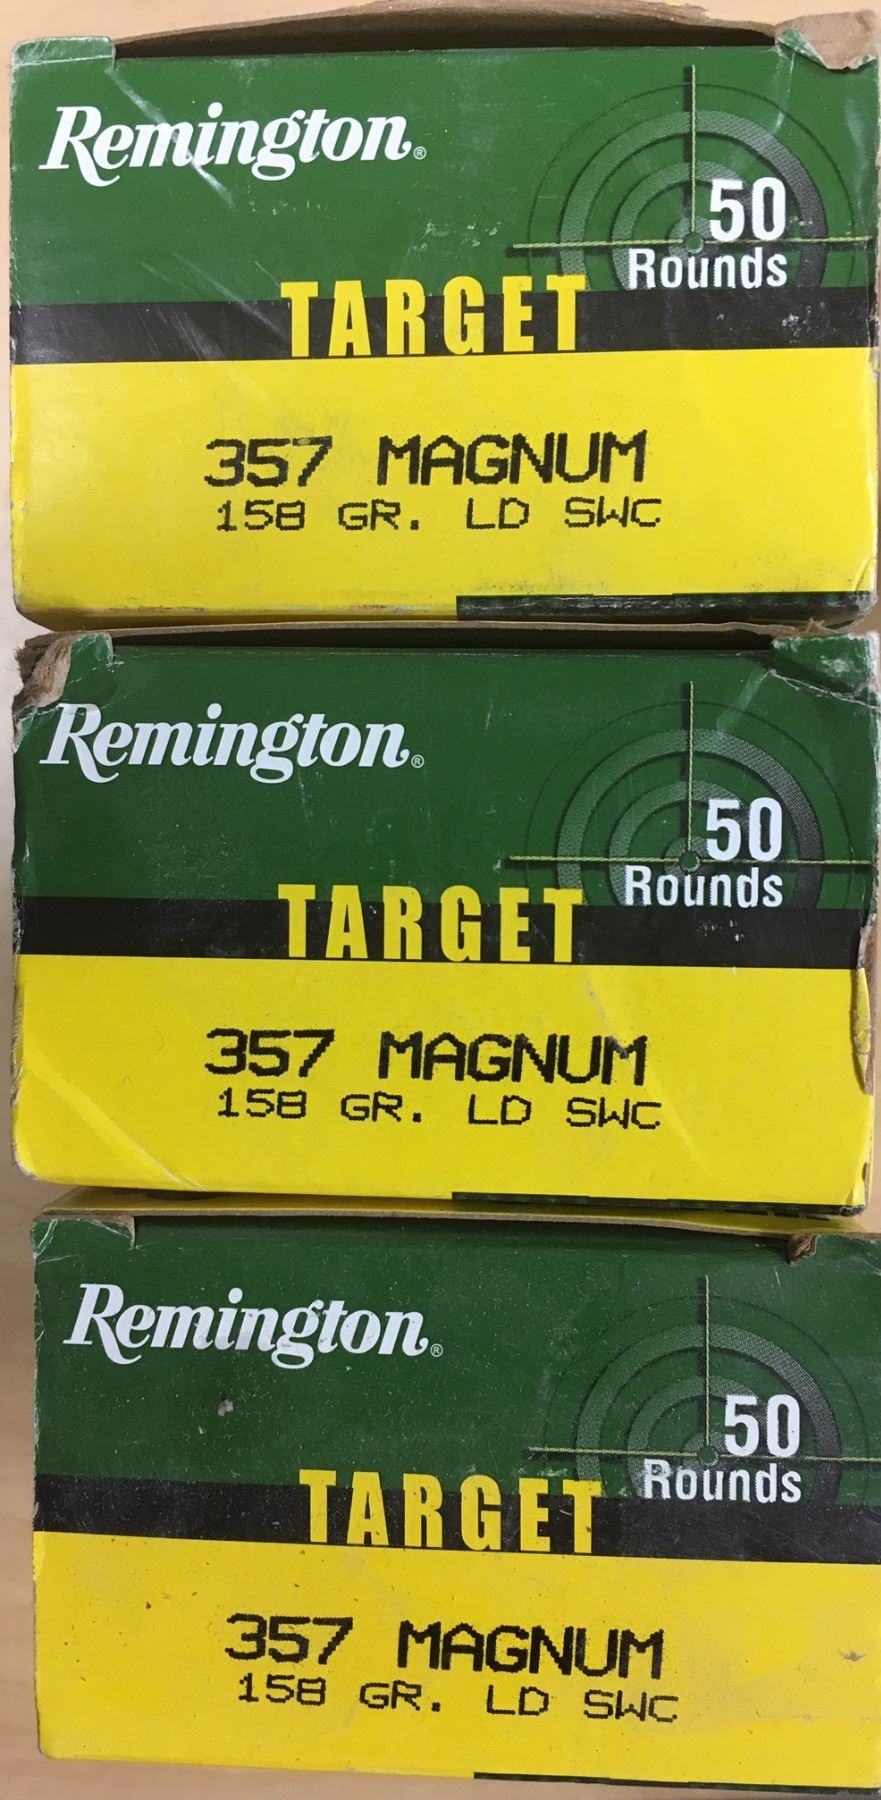 Remington®
50
Rounds
TARGET
357 MAGNUM
158 GR. LD SWC
Remington®
50
Rounds
TARGET
357 MAGNUM
158 GR. LD SWC
Remington®
50
Rounds
TARGET
357 MAGNUM
158 GR. LD SWC